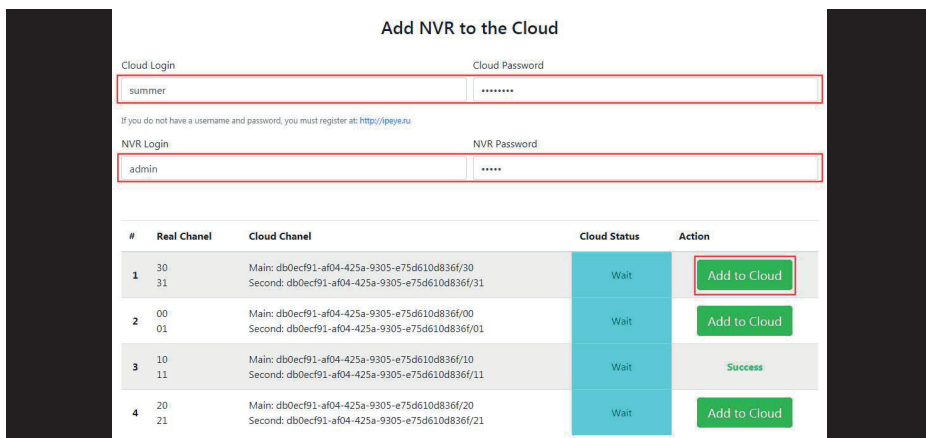 Add NVR to the Cloud
Cloud Login Cloud Password
summer ••••••••
If you do not have a username and password, you must register at: http://ipeye.ru
NVR Login NVR Password
admin •••••
# Real Chanel Cloud Chanel Cloud Status Action
1 30 Main: db0ecf91-af04-425a-9305-e75d610d836f/30 Wait Add to Cloud
31 Second: db0ecf91-af04-425a-9305-e75d610d836f/31
2 00 Main: db0ecf91-af04-425a-9305-e75d610d836f/00 Wait Add to Cloud
01 Second: db0ecf91-af04-425a-9305-e75d610d836f/01
3 10 Main: db0ecf91-af04-425a-9305-e75d610d836f/10 Wait Success
11 Second: db0ecf91-af04-425a-9305-e75d610d836f/11
4 20 Main: db0ecf91-af04-425a-9305-e75d610d836f/20 Wait Add to Cloud
21 Second: db0ecf91-af04-425a-9305-e75d610d836f/21